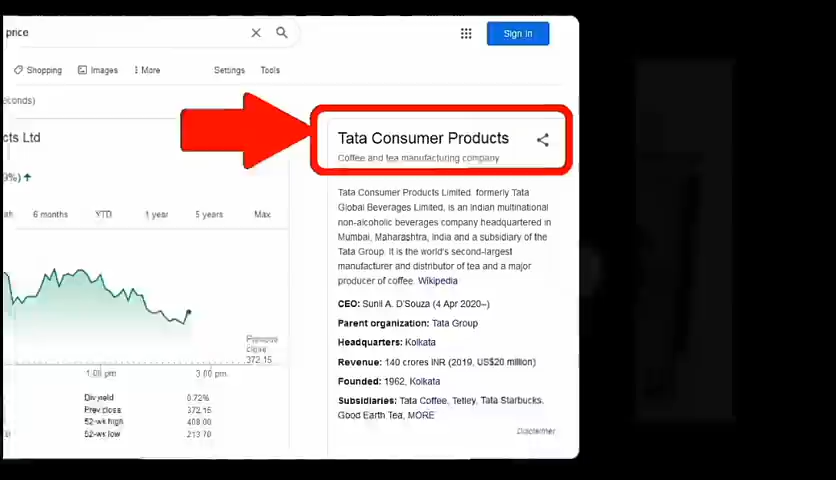 price
Sign in
Shopping Images More Settings Tools
econds)
cts Ltd
9%)
6 months YTD 1 year 5 years Max
Previous
close
372.15
1:00 pm 3:00 pm
Div yield 0.72%
Prev close 372.15
52-wk high 408.00
52-wk low 213.70
Tata Consumer Products
Coffee and tea manufacturing company
Tata Consumer Products Limited, formerly Tata
Global Beverages Limited, is an Indian multinational
non-alcoholic beverages company headquartered in
Mumbai, Maharashtra, India and a subsidiary of the
Tata Group. It is the world's second-largest
manufacturer and distributor of tea and a major
producer of coffee. Wikipedia
CEO: Sunil A. D'Souza (4 Apr 2020–)
Parent organization: Tata Group
Headquarters: Kolkata
Revenue: 140 crores INR (2019, US$20 million)
Founded: 1962, Kolkata
Subsidiaries: Tata Coffee, Tetley, Tata Starbucks,
Good Earth Tea, MORE
Disclaimer